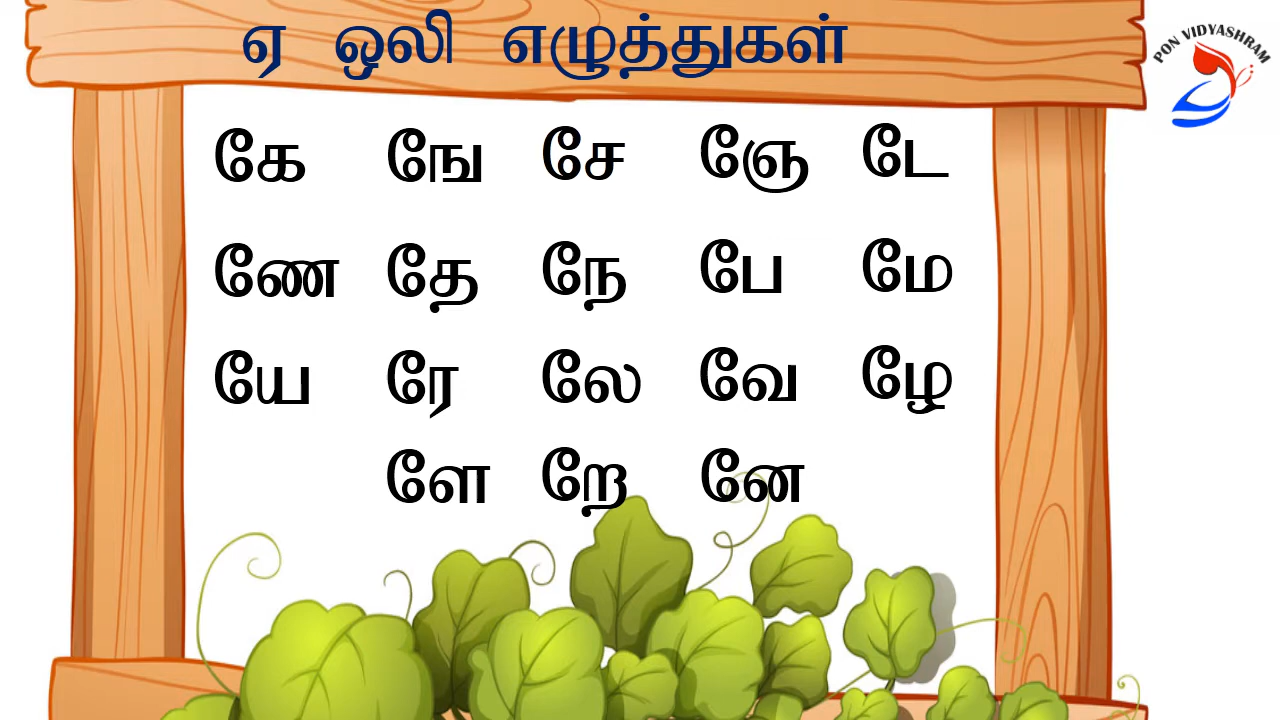 ஏ ஒலி எழுத்துகள்
PON VIDYASHRAM
கே ஙே சே ஞே டே
ணே தே நே பே மே
யே ரே லே வே ழே
ளே றே னே